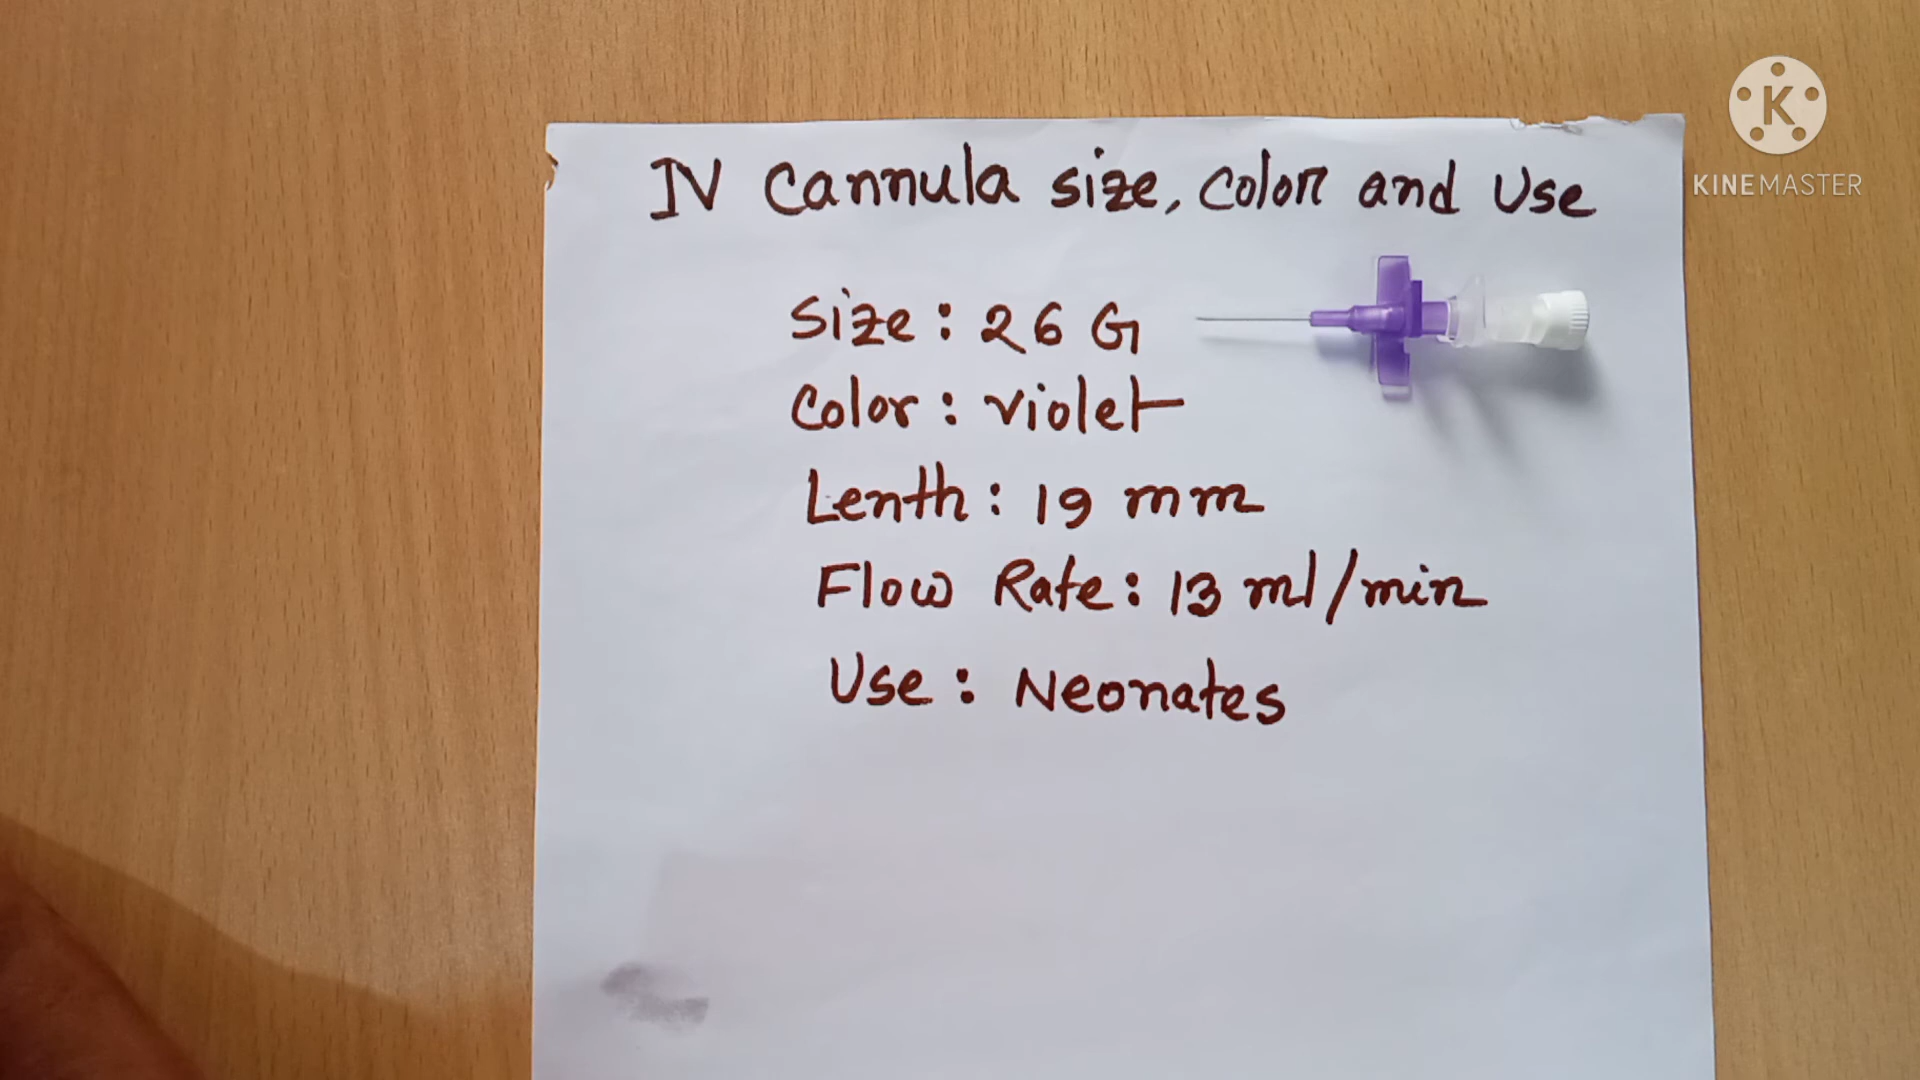 IV Cannula size, color and Use
Size : 26 G
Color : violet
Lenth : 19 mm
Flow Rate : 13 ml/min
Use : Neonates
K
KINEMASTER